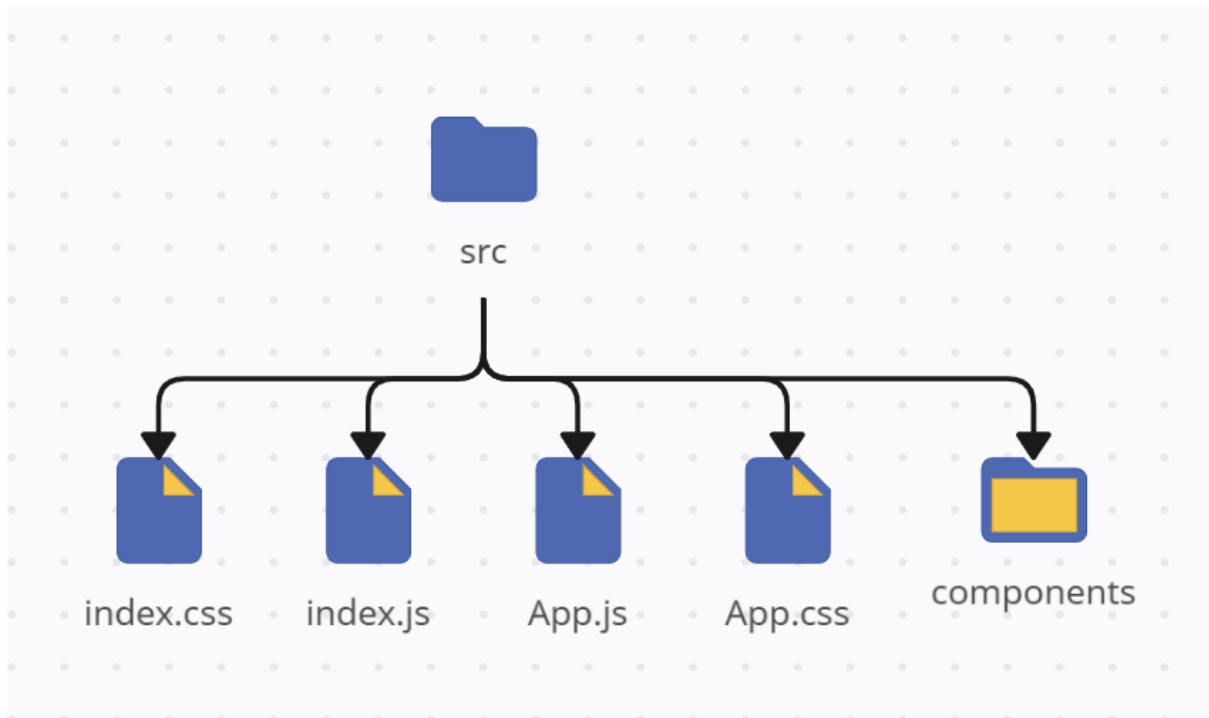 src
index.css
index.js
App.js
App.css
components